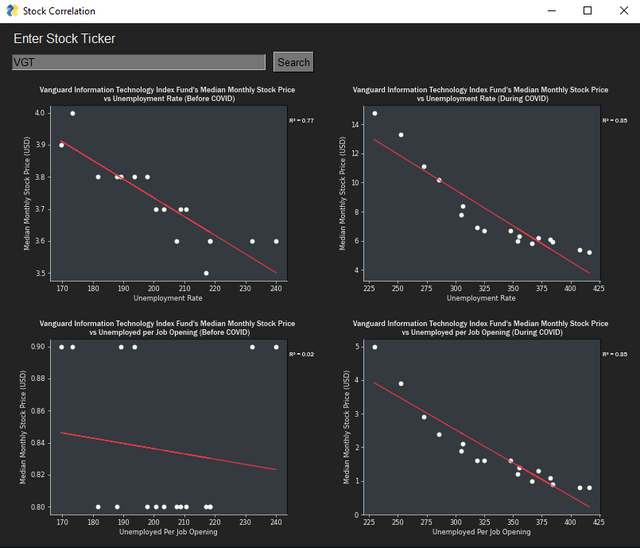 Stock Correlation
Enter Stock Ticker
VGT
Search
Vanguard Information Technology Index Fund's Median Monthly Stock Price
vs Unemployment Rate (Before COVID)
R² = 0.77
Median Monthly Stock Price (USD)
4.0
3.9
3.8
3.7
3.6
3.5
170 180 190 200 210 220 230 240
Unemployment Rate
Vanguard Information Technology Index Fund's Median Monthly Stock Price
vs Unemployment Rate (During COVID)
R² = 0.85
Median Monthly Stock Price (USD)
14
12
10
8
6
4
225 250 275 300 325 350 375 400 425
Unemployment Rate
Vanguard Information Technology Index Fund's Median Monthly Stock Price
vs Unemployed per Job Opening (Before COVID)
R² = 0.02
Median Monthly Stock Price (USD)
0.90
0.88
0.86
0.84
0.82
0.80
170 180 190 200 210 220 230 240
Unemployed Per Job Opening
Vanguard Information Technology Index Fund's Median Monthly Stock Price
vs Unemployed per Job Opening (During COVID)
R² = 0.85
Median Monthly Stock Price (USD)
5
4
3
2
1
0
225 250 275 300 325 350 375 400 425
Unemployed Per Job Opening